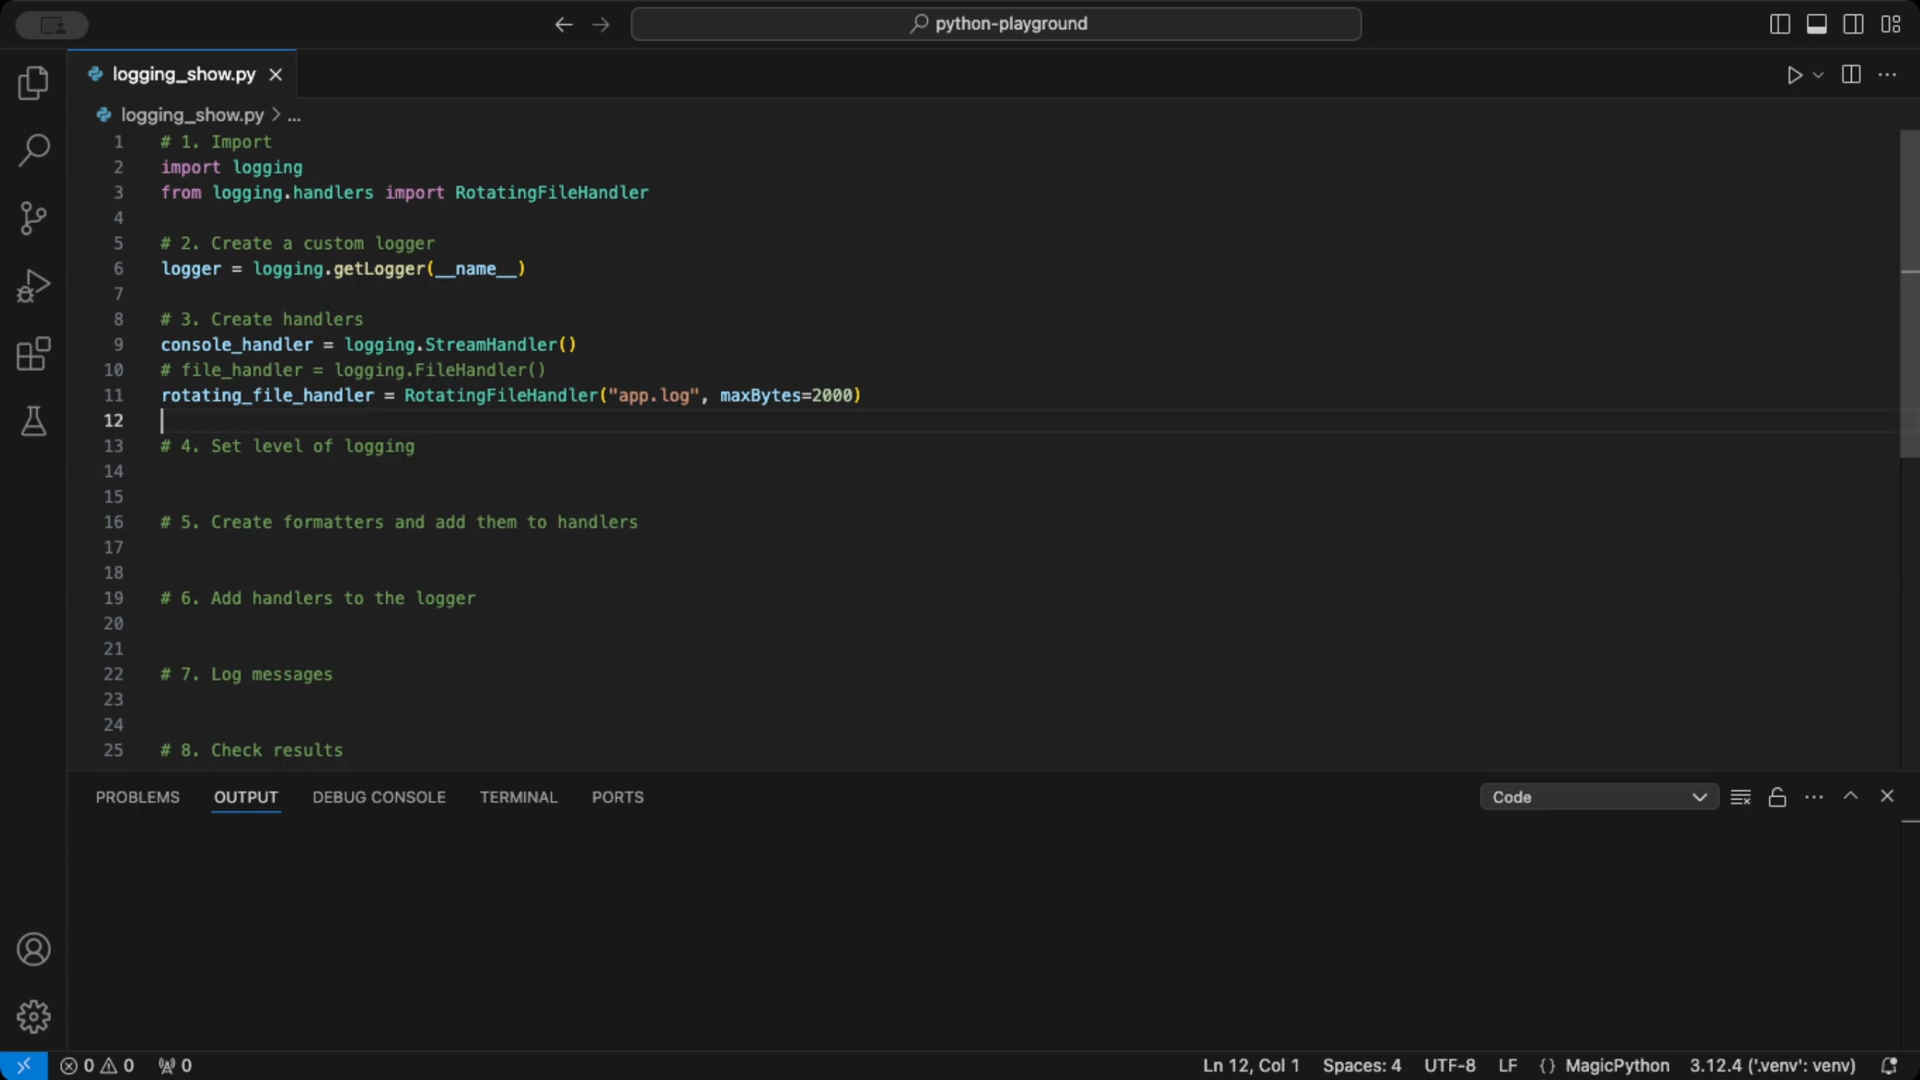 python-playground
logging_show.py
logging_show.py > ...
1 # 1. Import
2 import logging
3 from logging.handlers import RotatingFileHandler
4
5 # 2. Create a custom logger
6 logger = logging.getLogger(__name__)
7
8 # 3. Create handlers
9 console_handler = logging.StreamHandler()
10 # file_handler = logging.FileHandler()
11 rotating_file_handler = RotatingFileHandler("app.log", maxBytes=2000)
12
13 # 4. Set level of logging
14
15
16 # 5. Create formatters and add them to handlers
17
18
19 # 6. Add handlers to the logger
20
21
22 # 7. Log messages
23
24
25 # 8. Check results
PROBLEMS OUTPUT DEBUG CONSOLE TERMINAL PORTS Code
0 0 0 Ln 12, Col 1 Spaces: 4 UTF-8 LF {} MagicPython 3.12.4 ('.venv': venv)